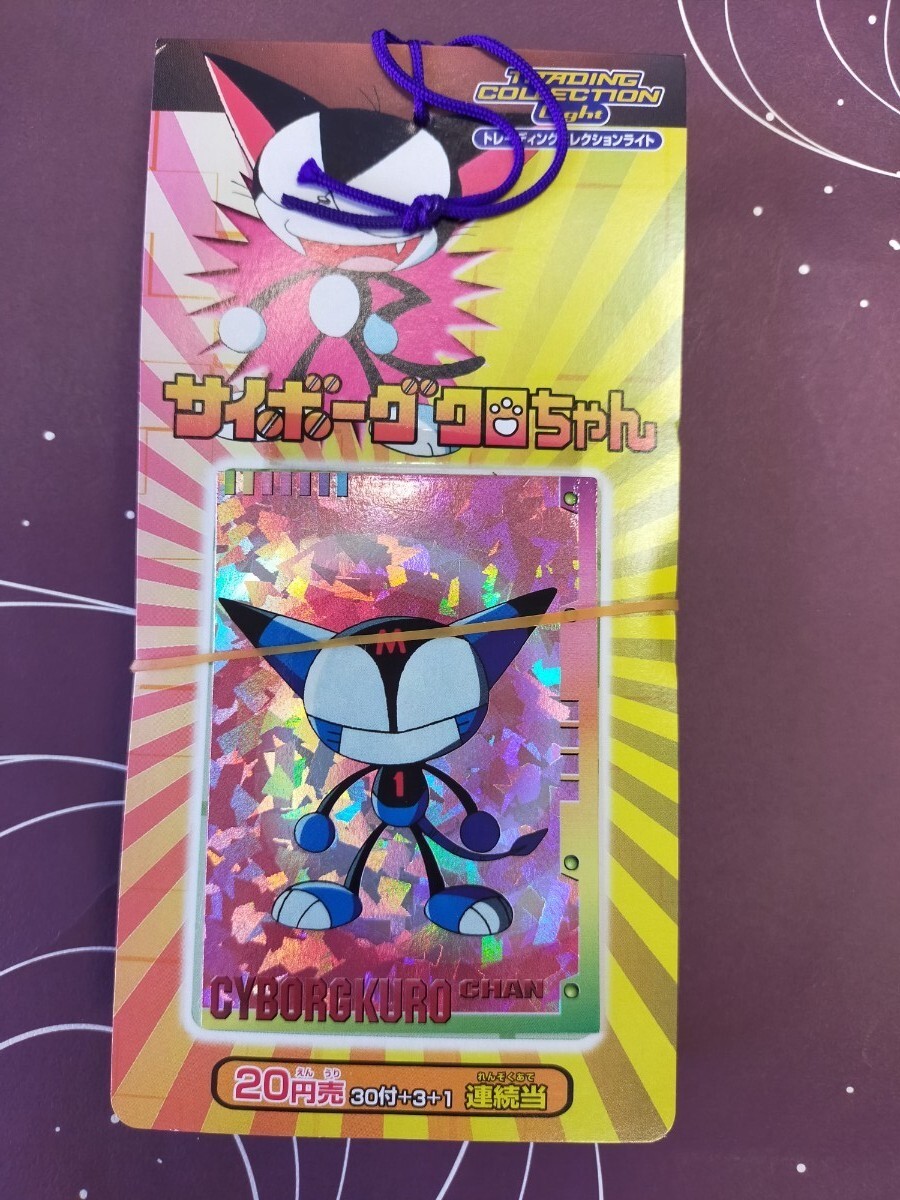 TRADING
COLLECTION
Light
トレーディングコレクションライト
サイボーグクロちゃん
M
1
CYBORGKURO CHAN
えん うり れんぞくあて
20円売 30付+3+1 連続当